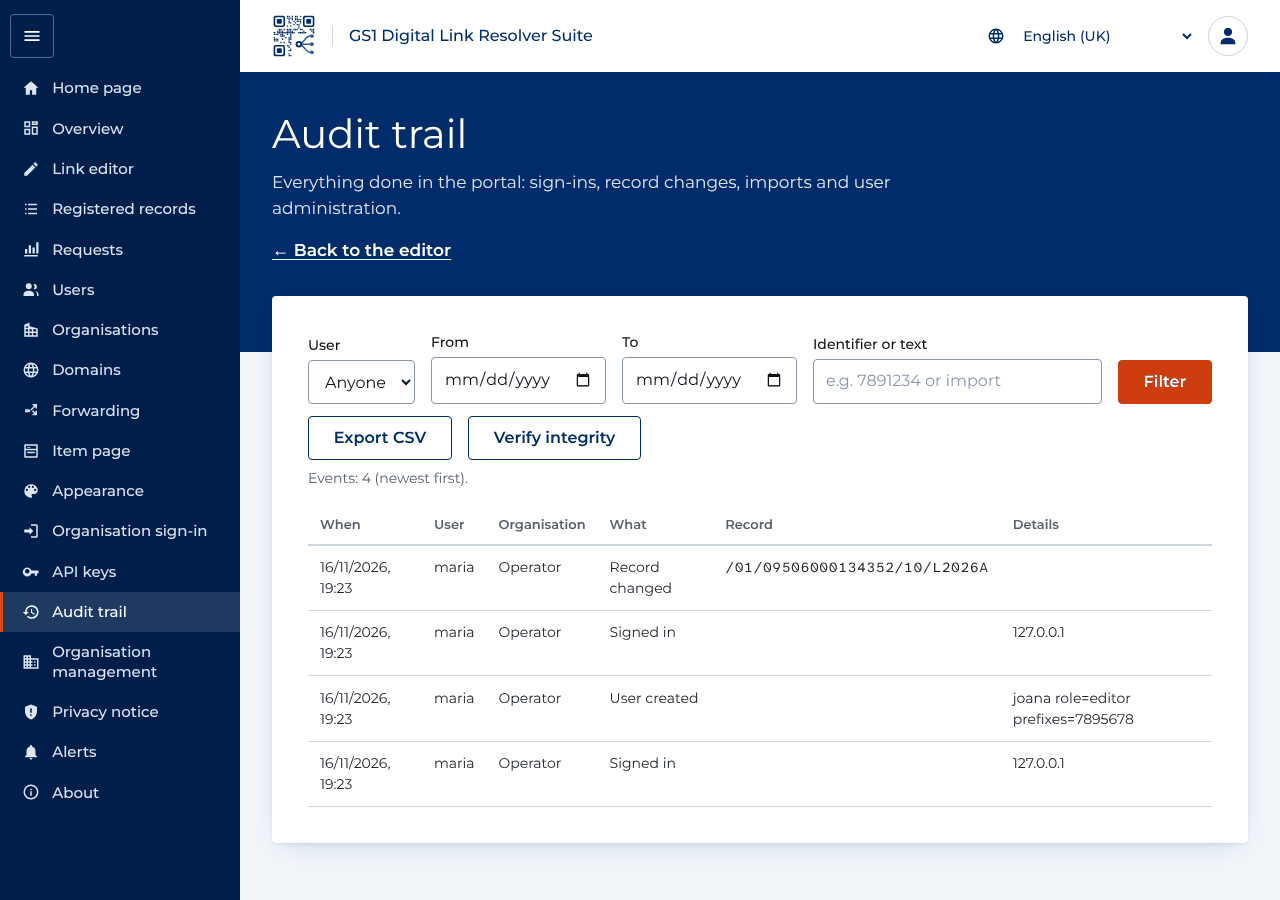 GS1 Digital Link Resolver Suite
English (UK)
Home page
Overview
Link editor
Registered records
Requests
Users
Organisations
Domains
Forwarding
Item page
Appearance
Organisation sign-in
API keys
Audit trail
Organisation
management
Privacy notice
Alerts
About
Audit trail
Everything done in the portal: sign-ins, record changes, imports and user
administration.
← Back to the editor
User
From
To
Identifier or text
Anyone
mm/dd/yyyy
mm/dd/yyyy
e.g. 7891234 or import
Filter
Export CSV
Verify integrity
Events: 4 (newest first).
When User Organisation What Record Details
16/11/2026, maria Operator Record /01/09506000134352/10/L2026A
19:23 changed
16/11/2026, maria Operator Signed in 127.0.0.1
19:23
16/11/2026, maria Operator User created joana role=editor
19:23 prefixes=7895678
16/11/2026, maria Operator Signed in 127.0.0.1
19:23